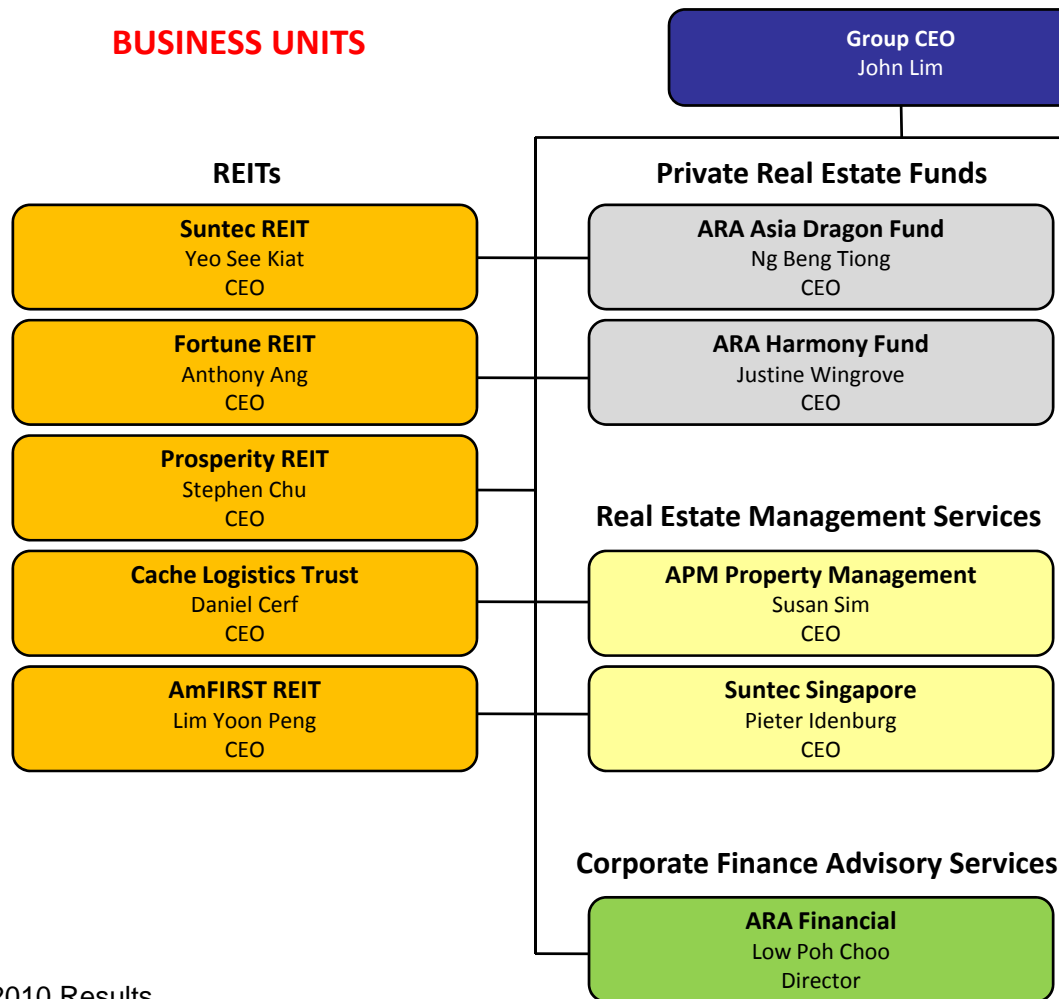 BUSINESS UNITS
Group CEO
John Lim
REITs
Suntec REIT
Yeo See Kiat
CEO
Fortune REIT
Anthony Ang
CEO
Prosperity REIT
Stephen Chu
CEO
Cache Logistics Trust
Daniel Cerf
CEO
AmFIRST REIT
Lim Yoon Peng
CEO
Private Real Estate Funds
ARA Asia Dragon Fund
Ng Beng Tiong
CEO
ARA Harmony Fund
Justine Wingrove
CEO
Real Estate Management Services
APM Property Management
Susan Sim
CEO
Suntec Singapore
Pieter Idenburg
CEO
Corporate Finance Advisory Services
ARA Financial
Low Poh Choo
Director
2010 Results